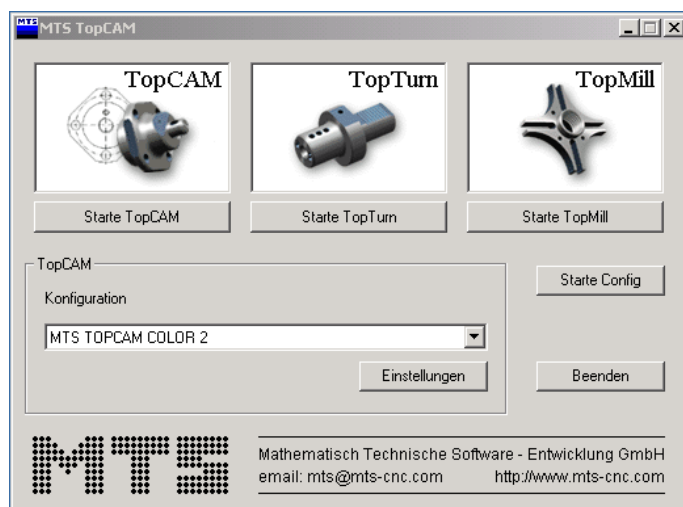 MTS MTS TopCAM
TopCAM TopTurn TopMill
Starte TopCAM Starte TopTurn Starte TopMill
TopCAM
Starte Config
Konfiguration
MTS TOPCAM COLOR 2
Einstellungen Beenden
MTS
Mathematisch Technische Software - Entwicklung GmbH
email: mts@mts-cnc.com http://www.mts-cnc.com